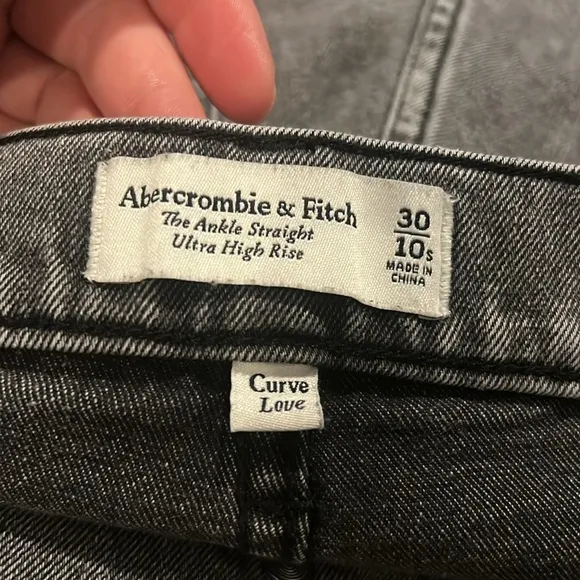 Abercrombie & Fitch
The Ankle Straight
Ultra High Rise
30
10s
MADE IN
CHINA
Curve
Love